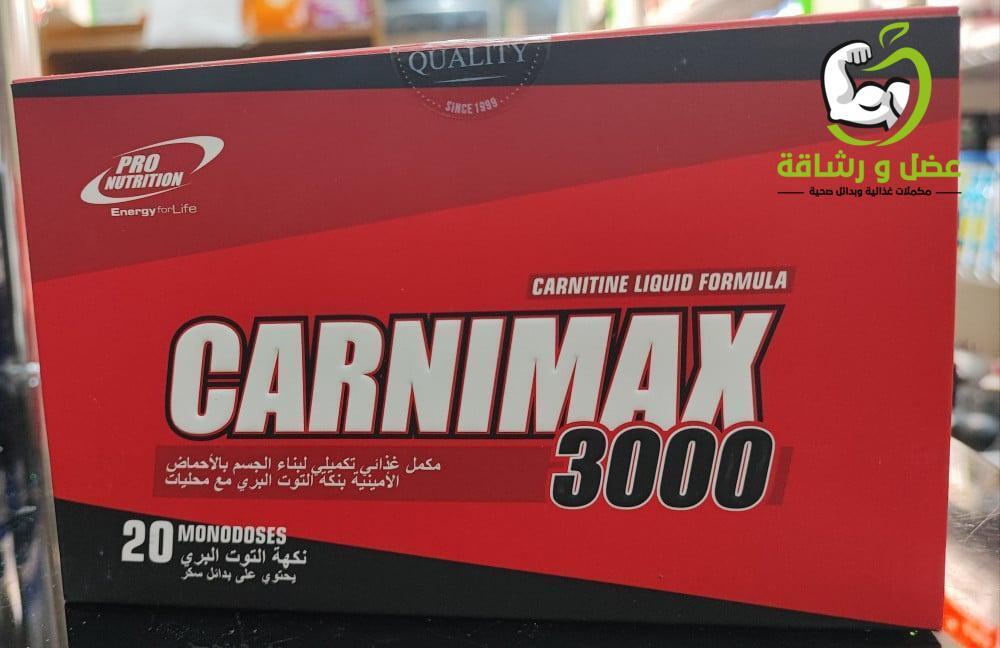 QUALITY
SINCE 1999
عضل و رشاقة
مكملات غذائية وبدائل صحية
PRO
NUTRITION
Energy for Life
CARNITINE LIQUID FORMULA
CARNIMAX
3000
مكمل غذائي تكميلي لبناء الجسم بالأحماض
الأمينية بنكة التوت البري مع محليات
20 MONODOSES
نكهة التوت البري
يحتوي على بدائل سكر